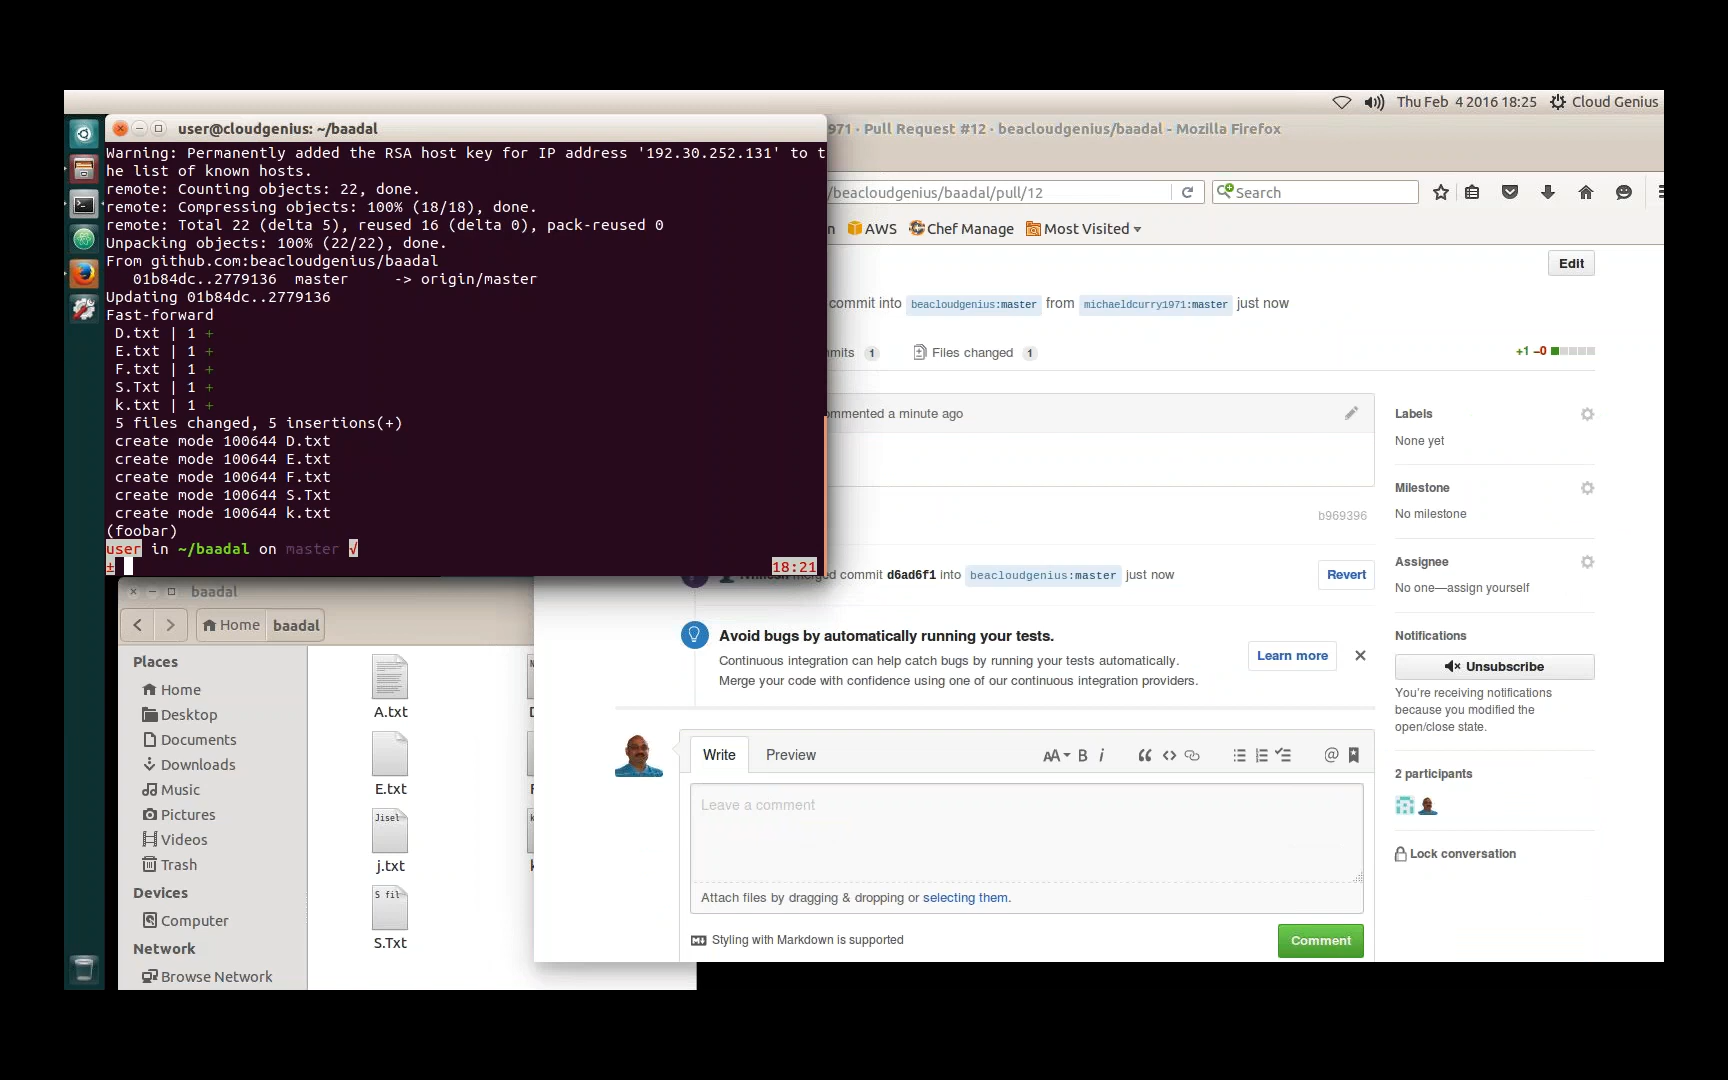 Thu Feb 4 2016 18:25 Cloud Genius
user@cloudgenius: ~/baadal
971 · Pull Request #12 · beacloudgenius/baadal - Mozilla Firefox
Warning: Permanently added the RSA host key for IP address '192.30.252.131' to t
he list of known hosts.
remote: Counting objects: 22, done.
remote: Compressing objects: 100% (18/18), done.
remote: Total 22 (delta 5), reused 16 (delta 0), pack-reused 0
Unpacking objects: 100% (22/22), done.
From github.com:beacloudgenius/baadal
01b84dc..2779136 master -> origin/master
Updating 01b84dc..2779136
Fast-forward
D.txt | 1 +
E.txt | 1 +
F.txt | 1 +
S.Txt | 1 +
k.txt | 1 +
5 files changed, 5 insertions(+)
create mode 100644 D.txt
create mode 100644 E.txt
create mode 100644 F.txt
create mode 100644 S.Txt
create mode 100644 k.txt
(foobar)
user in ~/baadal on master √
± 18:21
/beacloudgenius/baadal/pull/12
Search
AWS Chef Manage Most Visited
Edit
commit into beacloudgenius:master from michaeldcurry1971:master just now
mits 1 Files changed 1
+1 −0
mmented a minute ago
b969396
merged commit d6ad6f1 into beacloudgenius:master just now
Revert
Avoid bugs by automatically running your tests.
Continuous integration can help catch bugs by running your tests automatically.
Merge your code with confidence using one of our continuous integration providers.
Learn more
Write Preview
AA B i
Leave a comment
Attach files by dragging & dropping or selecting them.
Styling with Markdown is supported
Comment
Labels
None yet
Milestone
No milestone
Assignee
No one—assign yourself
Notifications
Unsubscribe
You’re receiving notifications
because you modified the
open/close state.
2 participants
Lock conversation
baadal
Home baadal
Places
Home
Desktop
Documents
Downloads
Music
Pictures
Videos
Trash
Devices
Computer
Network
Browse Network
A.txt
E.txt
Jisel
j.txt
S fil
S.Txt